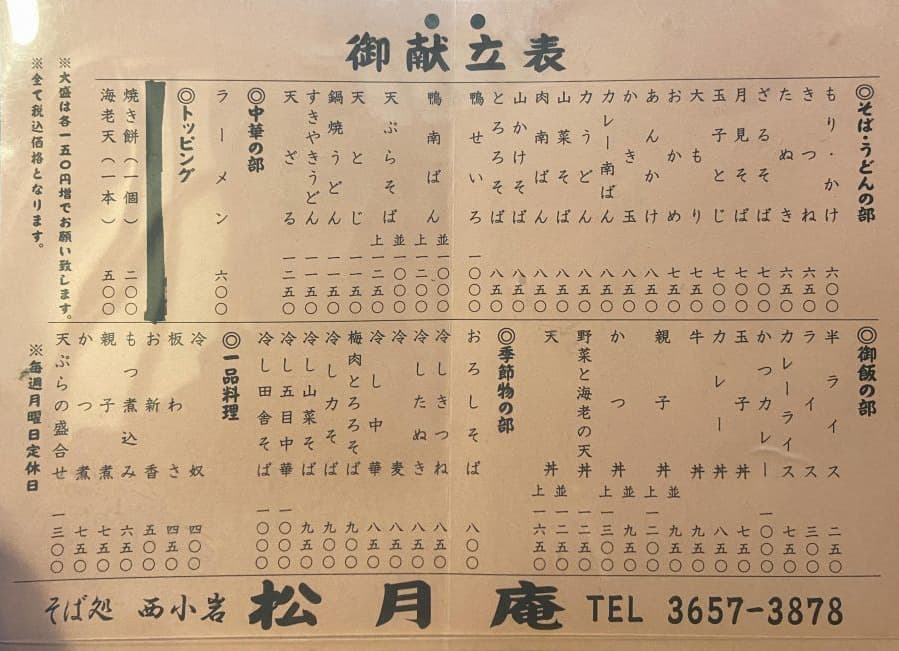 御献立表
◎そば・うどんの部
もり・かけ 六〇〇
きつね 六五〇
たぬき 六五〇
ざるそば 七〇〇
月見そば 七〇〇
玉子とじ 七〇〇
大もり 七五〇
おかめ 七五〇
あんかけ 八五〇
かき玉 八五〇
カレー南ばん 八五〇
力うどん 八五〇
山菜そば 八五〇
肉南ばん 八五〇
山かけそば 八五〇
とろろそば 八五〇
鴨せいろ 一〇〇〇
鴨南ばん 並 一〇〇〇
上 一二〇〇
天ぷらそば 並 一〇〇〇
上 一二五〇
天とじ 一一五〇
鍋焼うどん 一一五〇
すきやきうどん 一一五〇
天ざる 一二五〇
◎中華の部
ラーメン 六〇〇
◎トッピング
焼き餅(一個) 二〇〇
海老天(一本) 五〇〇
※大盛は各一五〇円増でお願い致します。
※全て税込価格となります。
◎御飯の部
半ライス 二五〇
ライス 三〇〇
カレーライス 七五〇
かつカレー 一〇〇〇
玉子丼 七五〇
カレー丼 八五〇
牛丼 九五〇
親子丼 並 九五〇
上 一二〇〇
かつ丼 並 九五〇
上 一三〇〇
野菜と海老の天丼 一二五〇
天丼 並 一二五〇
上 一六五〇
◎季節物の部
おろしそば 八〇〇
冷しきつね 八五〇
冷したぬき 八五〇
冷麦 八五〇
冷し中華 八五〇
梅肉とろろそば 九〇〇
冷し力そば 九〇〇
冷し山菜そば 九五〇
冷し五目中華 一〇〇〇
冷し田舎そば 一〇〇〇
◎一品料理
冷奴 四〇〇
板わさ 四五〇
お新香 五〇〇
もつ煮込み 六五〇
親子煮 七五〇
かつ煮 七五〇
天ぷらの盛合せ 一三〇〇
※毎週月曜日定休日
そば処 西小岩 松月庵 TEL 3657-3878